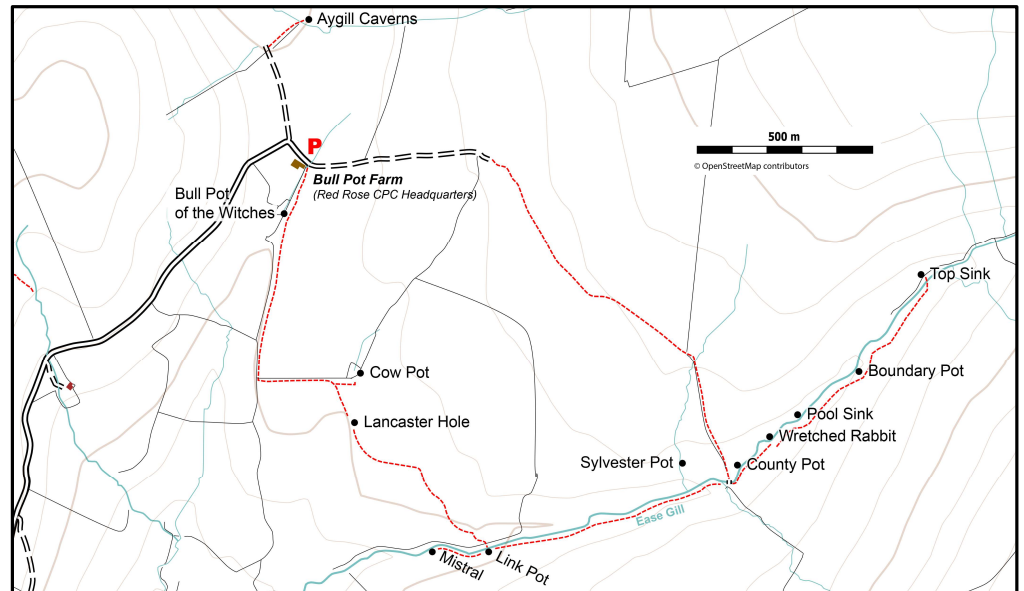 Aygill Caverns
P
500 m
© OpenStreetMap contributors
Bull Pot Farm
(Red Rose CPC Headquarters)
Bull Pot
of the Witches
Top Sink
Cow Pot
Boundary Pot
Lancaster Hole
Pool Sink
Wretched Rabbit
Sylvester Pot
County Pot
Ease Gill
Mistral
Link Pot